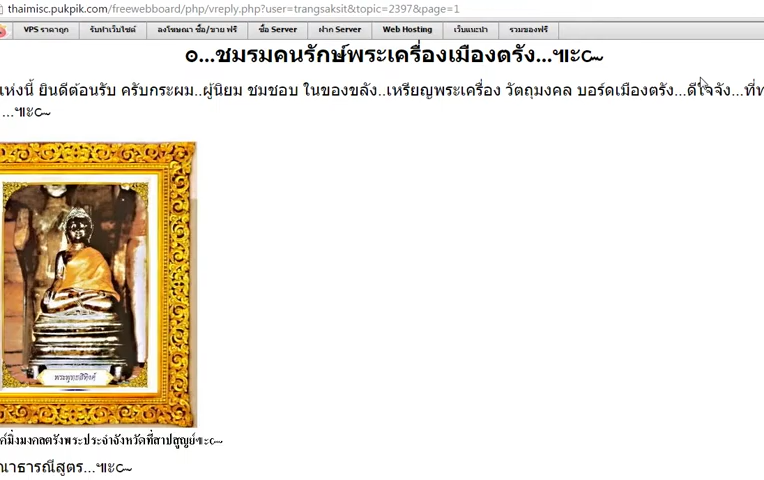 thaimisc.pukpik.com/freewebboard/php/vreply.php?user=trangsaksit&topic=2397&page=1
VPS ราคาถูก รับทำเว็บไซต์ ลงโฆษณา ซื้อ/ขาย ฟรี ซื้อ Server ฝาก Server Web Hosting เว็บแนะนำ รวมของฟรี
๏...ชมรมคนรักษ์พระเครื่องเมืองตรัง...ฯ๛
แห่งนี้ ยินดีต้อนรับ ครับกระผม..ผู้นิยม ชมชอบ ในของขลัง..เหรียญพระเครื่อง วัตถุมงคล บอร์ดเมืองตรัง...ดีใจจัง...ที่ท
...ฯะ๛
พระพุทธสิหิงค์
ค์มิ่งมงคลตรังพระประจำจังหวัดที่สาปสูญย์ฯะ๛
ณาธารณีสูตร...ฯะ๛